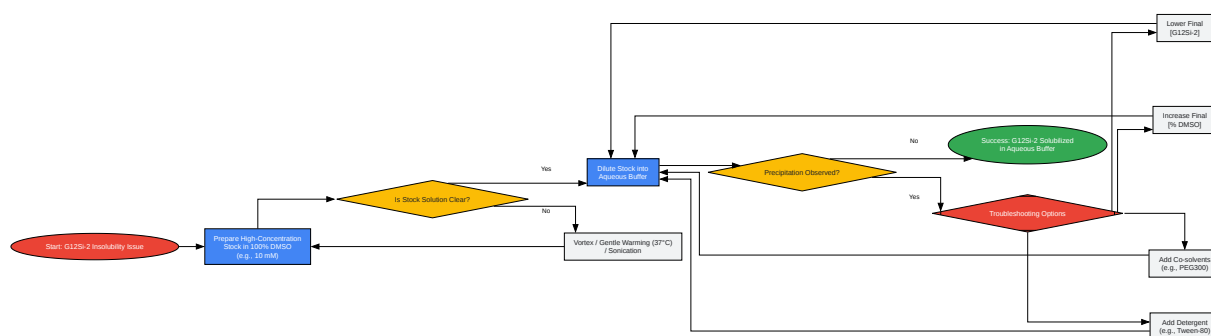 Start: G12Si-2 Insolubility Issue
Prepare High-Concentration
Stock in 100% DMSO
(e.g., 10 mM)
Is Stock Solution Clear?
Yes
No
Vortex / Gentle Warming (37°C)
/ Sonication
Dilute Stock into
Aqueous Buffer
Precipitation Observed?
No
Yes
Success: G12Si-2 Solubilized
in Aqueous Buffer
Troubleshooting Options
Lower Final
[G12Si-2]
Increase Final
[% DMSO]
Add Co-solvents
(e.g., PEG300)
Add Detergent
(e.g., Tween-80)